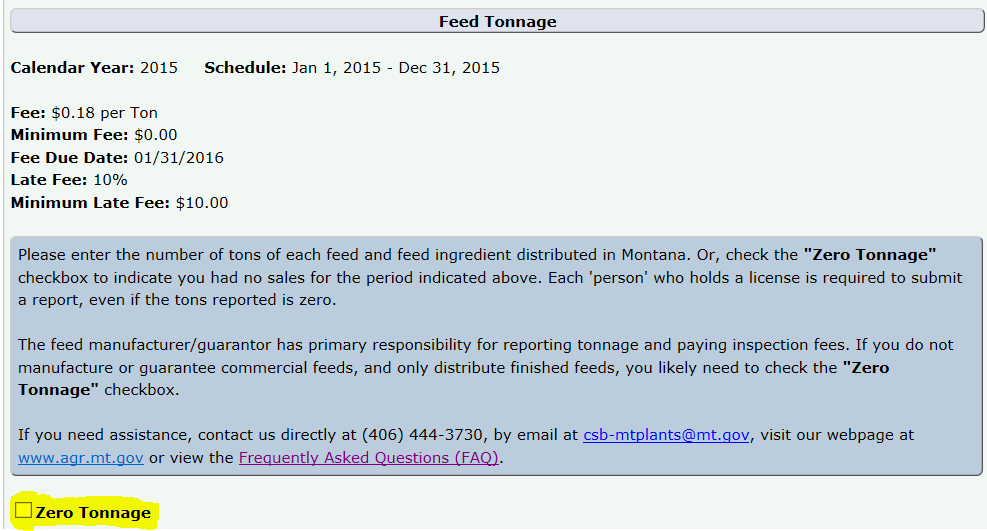 Feed Tonnage
Calendar Year: 2015 Schedule: Jan 1, 2015 - Dec 31, 2015
Fee: $0.18 per Ton
Minimum Fee: $0.00
Fee Due Date: 01/31/2016
Late Fee: 10%
Minimum Late Fee: $10.00
Please enter the number of tons of each feed and feed ingredient distributed in Montana. Or, check the "Zero Tonnage"
checkbox to indicate you had no sales for the period indicated above. Each 'person' who holds a license is required to submit
a report, even if the tons reported is zero.
The feed manufacturer/guarantor has primary responsibility for reporting tonnage and paying inspection fees. If you do not
manufacture or guarantee commercial feeds, and only distribute finished feeds, you likely need to check the "Zero
Tonnage" checkbox.
If you need assistance, contact us directly at (406) 444-3730, by email at csb-mtplants@mt.gov, visit our webpage at
www.agr.mt.gov or view the Frequently Asked Questions (FAQ).
Zero Tonnage